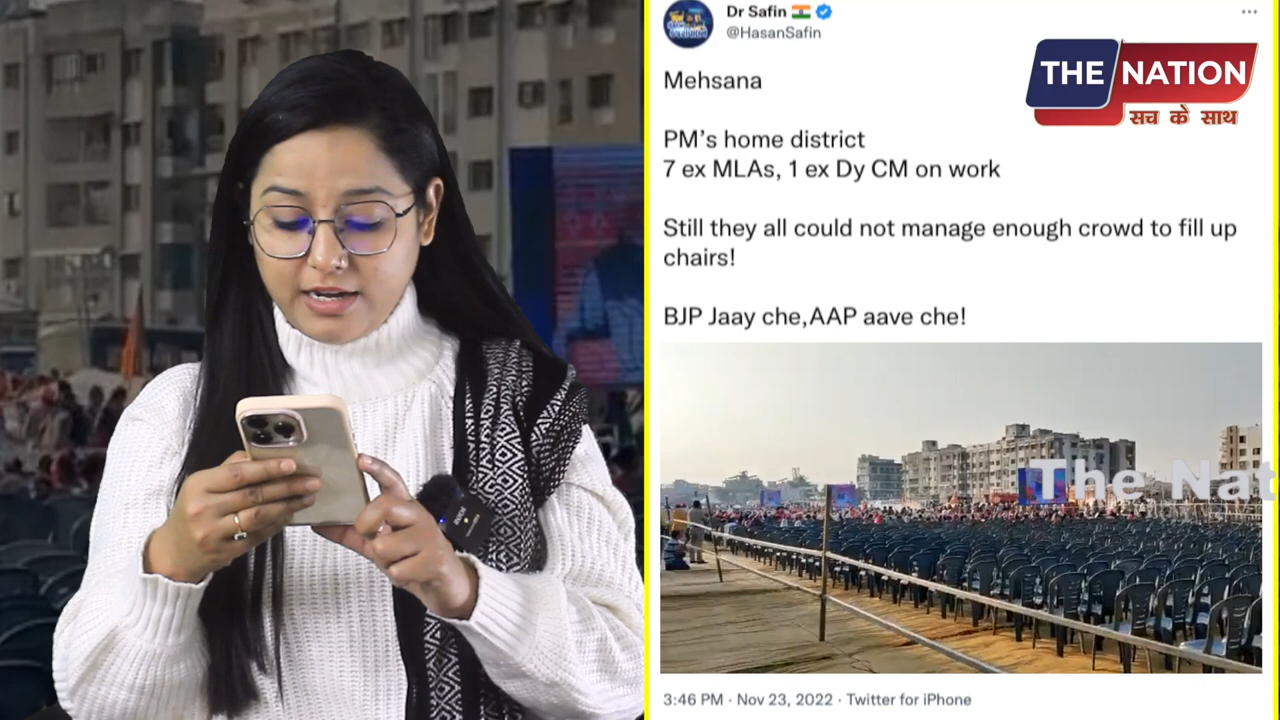 Dr Safin 🇮🇳
@HasanSafin
THE NATION
सच के साथ
Mehsana
PM’s home district
7 ex MLAs, 1 ex Dy CM on work
Still they all could not manage enough crowd to fill up
chairs!
BJP Jaay che,AAP aave che!
The Nat
3:46 PM · Nov 23, 2022 · Twitter for iPhone